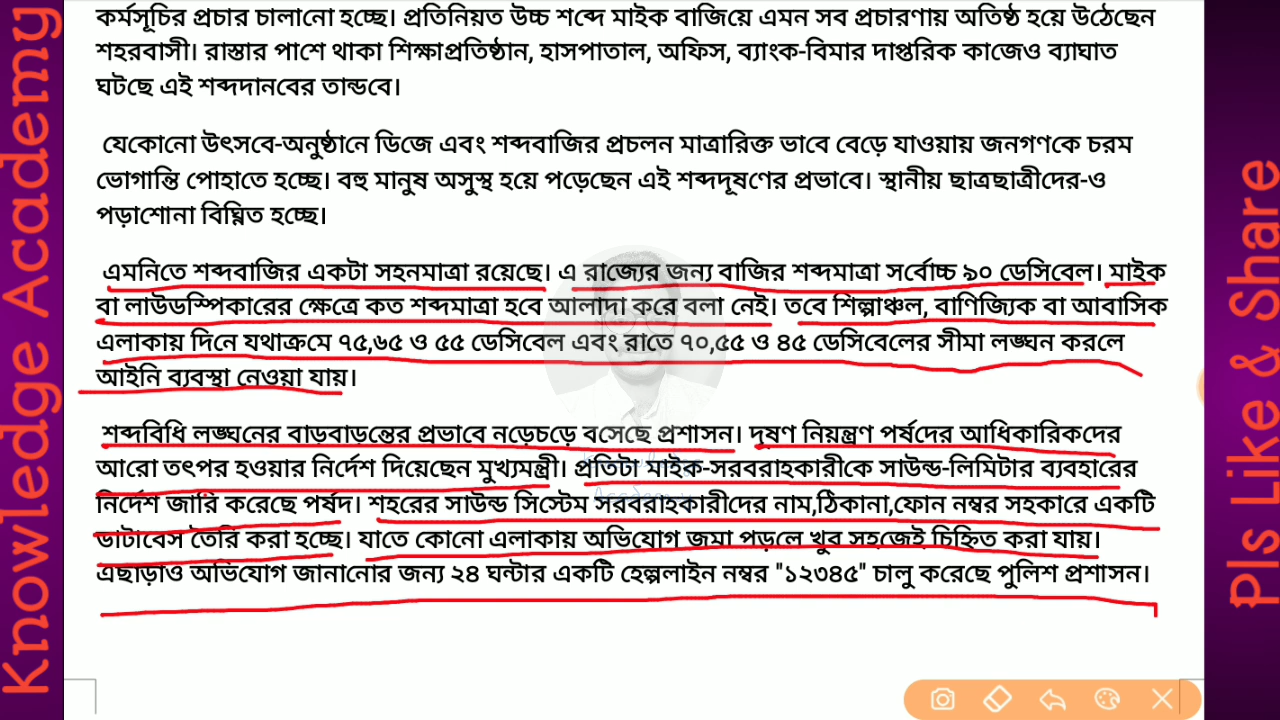 কর্মসূচির প্রচার চালানো হচ্ছে। প্রতিনিয়ত উচ্চ শব্দে মাইক বাজিয়ে এমন সব প্রচারণায় অতিষ্ঠ হয়ে উঠেছেন
শহরবাসী। রাস্তার পাশে থাকা শিক্ষাপ্রতিষ্ঠান, হাসপাতাল, অফিস, ব্যাংক-বিমার দাপ্তরিক কাজেও ব্যাঘাত
ঘটছে এই শব্দদানবের তান্ডবে।
যেকোনো উৎসবে-অনুষ্ঠানে ডিজে এবং শব্দবাজির প্রচলন মাত্রারিক্ত ভাবে বেড়ে যাওয়ায় জনগণকে চরম
ভোগান্তি পোহাতে হচ্ছে। বহু মানুষ অসুস্থ হয়ে পড়েছেন এই শব্দদূষণের প্রভাবে। স্থানীয় ছাত্রছাত্রীদের-ও
পড়াশোনা বিঘ্নিত হচ্ছে।
এমনিতে শব্দবাজির একটা সহনমাত্রা রয়েছে। এ রাজ্যের জন্য বাজির শব্দমাত্রা সর্বোচ্চ ৯০ ডেসিবেল। মাইক
বা লাউডস্পিকারের ক্ষেত্রে কত শব্দমাত্রা হবে আলাদা করে বলা নেই। তবে শিল্পাঞ্চল, বাণিজ্যিক বা আবাসিক
এলাকায় দিনে যথাক্রমে ৭৫,৬৫ ও ৫৫ ডেসিবেল এবং রাতে ৭০,৫৫ ও ৪৫ ডেসিবেলের সীমা লঙ্ঘন করলে
আইনি ব্যবস্থা নেওয়া যায়।
শব্দবিধি লঙ্ঘনের বাড়বাড়ন্তের প্রভাবে নড়েচড়ে বসেছে প্রশাসন। দূষণ নিয়ন্ত্রণ পর্ষদের আধিকারিকদের
আরো তৎপর হওয়ার নির্দেশ দিয়েছেন মুখ্যমন্ত্রী। প্রতিটা মাইক-সরবরাহকারীকে সাউন্ড-লিমিটার ব্যবহারের
নির্দেশ জারি করেছে পর্ষদ। শহরের সাউন্ড সিস্টেম সরবরাহকারীদের নাম,ঠিকানা,ফোন নম্বর সহকারে একটি
ডাটাবেস তৈরি করা হচ্ছে। যাতে কোনো এলাকায় অভিযোগ জমা পড়লে খুব সহজেই চিহ্নিত করা যায়।
এছাড়াও অভিযোগ জানানোর জন্য ২৪ ঘন্টার একটি হেল্পলাইন নম্বর "১২৩৪৫" চালু করেছে পুলিশ প্রশাসন।
Knowledge Academy
Pls Like & Share